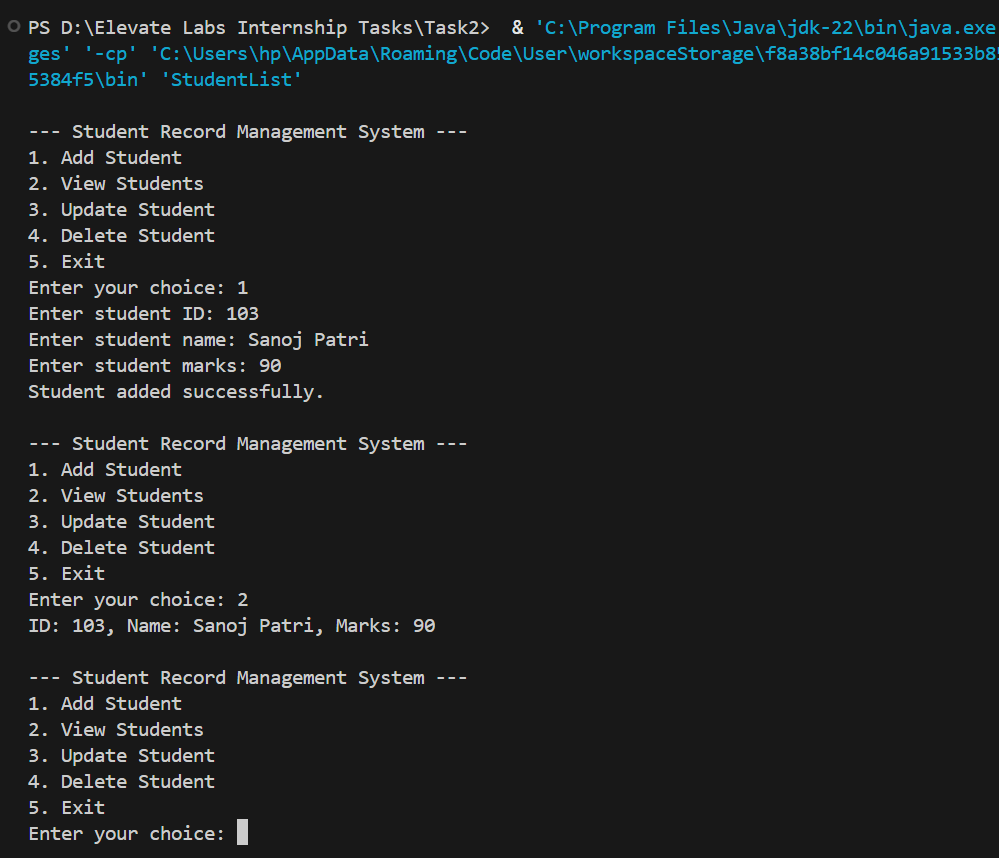 PS D:\Elevate Labs Internship Tasks\Task2>  & 'C:\Program Files\Java\jdk-22\bin\java.exe
ges' '-cp' 'C:\Users\hp\AppData\Roaming\Code\User\workspaceStorage\f8a38bf14c046a91533b85
5384f5\bin' 'StudentList'
--- Student Record Management System ---
1. Add Student
2. View Students
3. Update Student
4. Delete Student
5. Exit
Enter your choice: 1
Enter student ID: 103
Enter student name: Sanoj Patri
Enter student marks: 90
Student added successfully.
--- Student Record Management System ---
1. Add Student
2. View Students
3. Update Student
4. Delete Student
5. Exit
Enter your choice: 2
ID: 103, Name: Sanoj Patri, Marks: 90
--- Student Record Management System ---
1. Add Student
2. View Students
3. Update Student
4. Delete Student
5. Exit
Enter your choice: